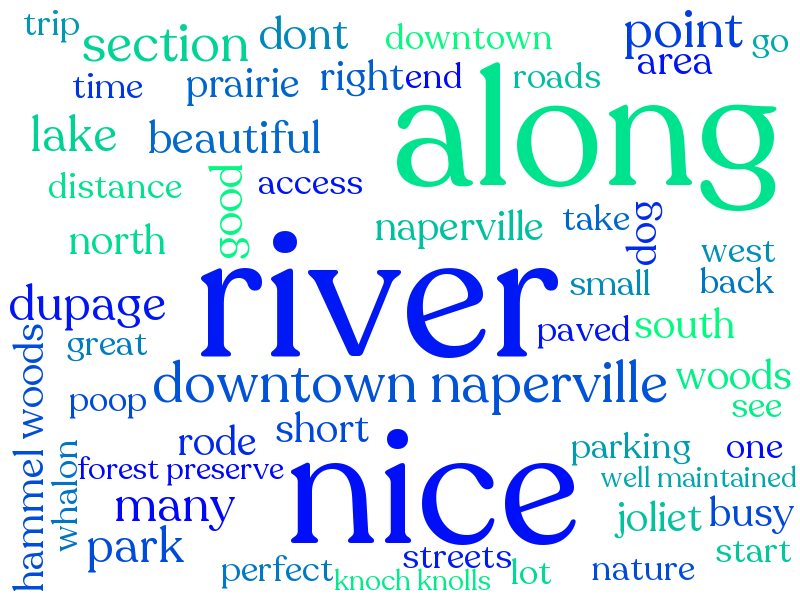 trip
section
dont
downtown
point
go
time
prairie
right
end
roads
area
lake
beautiful
along
distance
good
access
north
naperville
take
dog
west
small
back
river
dupage
paved
south
great
hammel woods
downtown naperville
woods
poop
see
short
rode
whalon
forest preserve
nice
parking
one
well maintained
many
joliet
busy
park
streets
start
perfect
knoch knolls
lot
nature